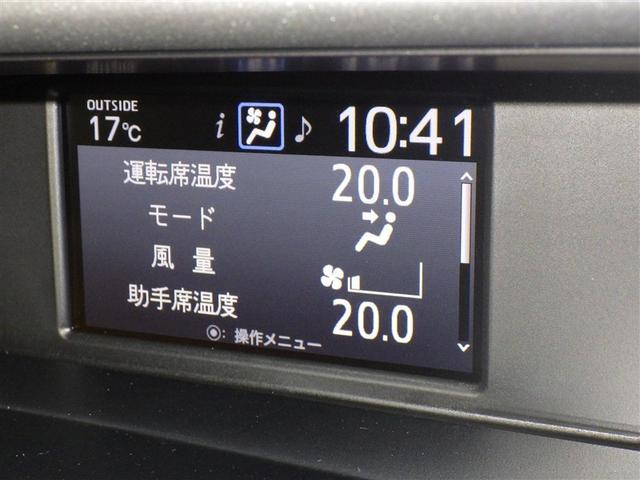 OUTSIDE
17℃ i ♪ 10:41
運転席温度 20.0
モード
風量
助手席温度 20.0
◉: 操作メニュー